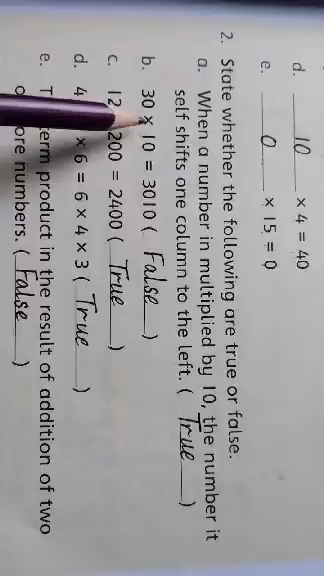 d. 10 × 4 = 40
e. 0 × 15 = 0
2. State whether the following are true or false.
a. When a number in multiplied by 10, the number it
self shifts one column to the left. ( True )
b. 30 × 10 = 3010 ( False )
c. 12 200 = 2400 ( True )
d. 4 × 6 = 6 × 4 × 3 ( True )
e. term product in the result of addition of two
numbers. ( False )